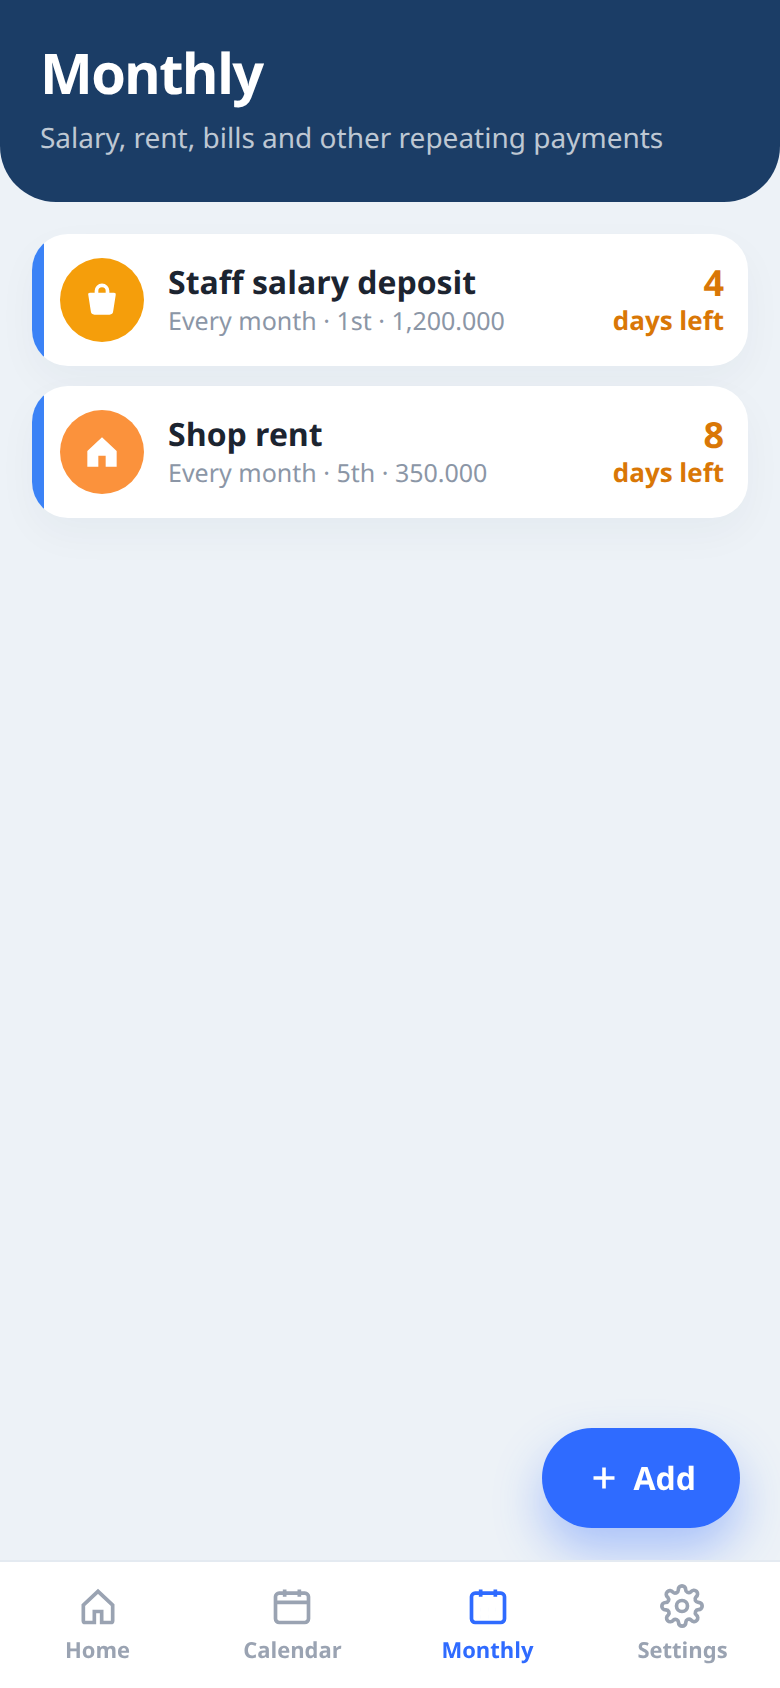 Monthly
Salary, rent, bills and other repeating payments
Staff salary deposit
Every month · 1st · 1,200.000
4
days left
Shop rent
Every month · 5th · 350.000
8
days left
+ Add
Home
Calendar
Monthly
Settings